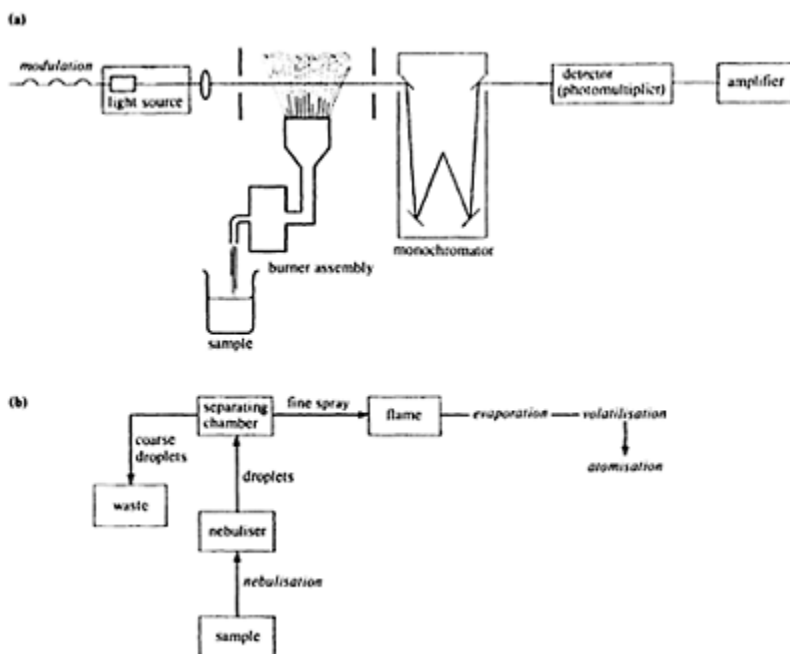 (a)
modulation
light source
detector
(photomultiplier)
amplifier
monochromator
burner assembly
sample
(b)
separating
chamber
fine spray
flame
evaporation
volatilisation
coarse
droplets
droplets
atomisation
waste
nebuliser
nebulisation
sample